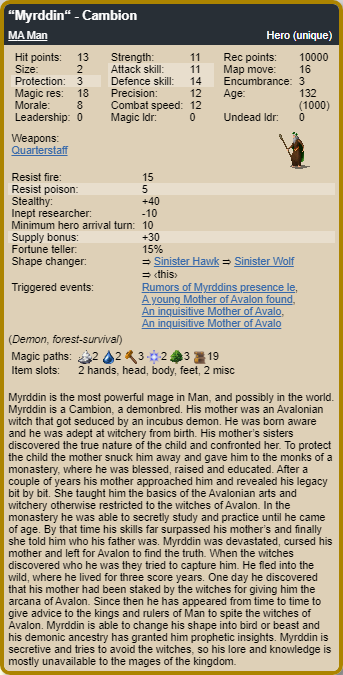 “Myrddin“ - Cambion
MA Man Hero (unique)
Hit points: 13 Strength: 11 Rec points: 10000
Size: 2 Attack skill: 11 Map move: 16
Protection: 3 Defence skill: 14 Encumbrance: 3
Magic res: 18 Precision: 12 Age: 132
Morale: 8 Combat speed: 12 (1000)
Leadership: 0 Magic ldr: 0 Undead ldr: 0
Weapons:
Quarterstaff
Resist fire: 15
Resist poison: 5
Stealthy: +40
Inept researcher: -10
Minimum hero arrival turn: 10
Supply bonus: +30
Fortune teller: 15%
Shape changer: ⇒ Sinister Hawk ⇒ Sinister Wolf
⇒ ‹this›
Triggered events: Rumors of Myrddins presence le,
A young Mother of Avalon found,
An inquisitive Mother of Avalo,
An inquisitive Mother of Avalo
(Demon, forest-survival)
Magic paths: 2 2 3 2 3 19
Item slots: 2 hands, head, body, feet, 2 misc
Myrddin is the most powerful mage in Man, and possibly in the world.
Myrddin is a Cambion, a demonbred. His mother was an Avalonian
witch that got seduced by an incubus demon. He was born aware
and he was adept at witchery from birth. His mother's sisters
discovered the true nature of the child and confronted her. To protect
the child the mother snuck him away and gave him to the monks of a
monastery, where he was blessed, raised and educated. After a
couple of years his mother approached him and revealed his legacy
bit by bit. She taught him the basics of the Avalonian arts and
witchery otherwise restricted to the witches of Avalon. In the
monastery he was able to secretly study and practice until he came
of age. By that time his skills far surpassed his mother's and finally
she told him who his father was. Myrddin was devastated, cursed his
mother and left for Avalon to find the truth. When the witches
discovered who he was they tried to capture him. He fled into the
wild, where he lived for three score years. One day he discovered
that his mother had been staked by the witches for giving him the
arcana of Avalon. Since then he has appeared from time to time to
give advice to the kings and rulers of Man to spite the witches of
Avalon. Myrddin is able to change his shape into bird or beast and
his demonic ancestry has granted him prophetic insights. Myrddin is
secretive and tries to avoid the witches, so his lore and knowledge is
mostly unavailable to the mages of the kingdom.